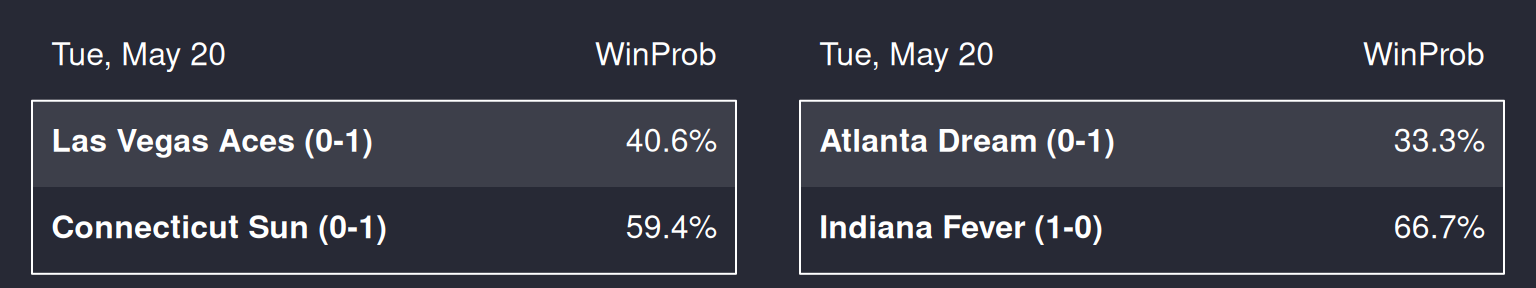 Tue, May 20 WinProb
Las Vegas Aces (0-1) 40.6%
Connecticut Sun (0-1) 59.4%
Tue, May 20 WinProb
Atlanta Dream (0-1) 33.3%
Indiana Fever (1-0) 66.7%